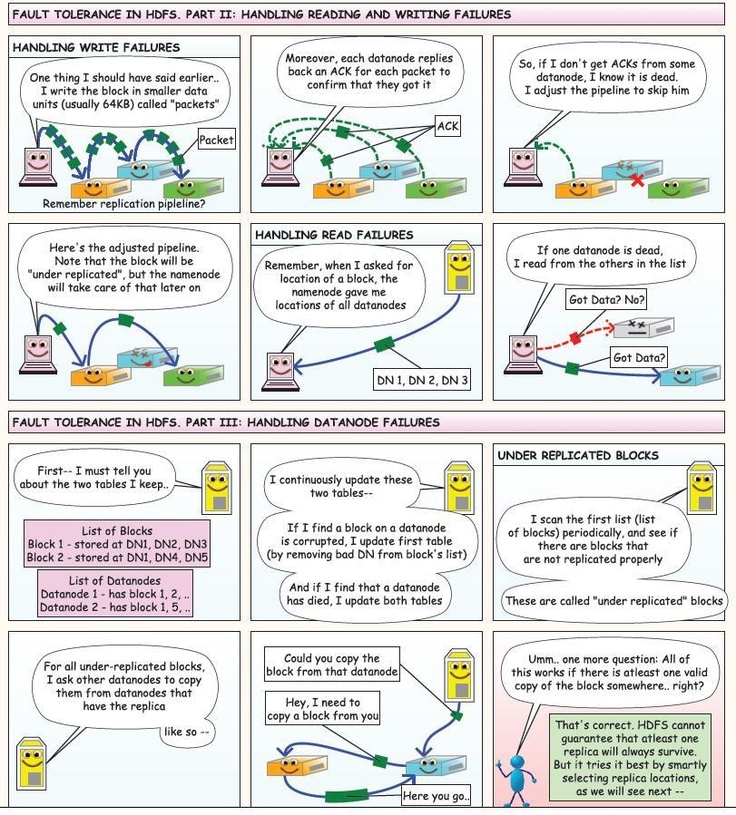 FAULT TOLERANCE IN HDFS. PART II: HANDLING READING AND WRITING FAILURES
HANDLING WRITE FAILURES
One thing I should have said earlier..
I write the block in smaller data
units (usually 64KB) called "packets"
Packet
Remember replication pipleline?
Moreover, each datanode replies
back an ACK for each packet to
confirm that they got it
ACK
So, if I don't get ACKs from some
datanode, I know it is dead.
I adjust the pipeline to skip him
Here's the adjusted pipeline.
Note that the block will be
"under replicated", but the namenode
will take care of that later on
HANDLING READ FAILURES
Remember, when I asked for
location of a block, the
namenode gave me
locations of all datanodes
DN 1, DN 2, DN 3
If one datanode is dead,
I read from the others in the list
Got Data? No?
Got Data?
FAULT TOLERANCE IN HDFS. PART III: HANDLING DATANODE FAILURES
First-- I must tell you
about the two tables I keep..
List of Blocks
Block 1 - stored at DN1, DN2, DN3
Block 2 - stored at DN1, DN4, DN5
List of Datanodes
Datanode 1 - has block 1, 2, ..
Datanode 2 - has block 1, 5, ..
I continuously update these
two tables--
If I find a block on a datanode
is corrupted, I update first table
(by removing bad DN from block's list)
And if I find that a datanode
has died, I update both tables
UNDER REPLICATED BLOCKS
I scan the first list (list
of blocks) periodically, and see if
there are blocks that
are not replicated properly
These are called "under replicated" blocks
For all under-replicated blocks,
I ask other datanodes to copy
them from datanodes that
have the replica
like so --
Could you copy the
block from that datanode
Hey, I need to
copy a block from you
Here you go..
Umm.. one more question: All of
this works if there is atleast one valid
copy of the block somewhere.. right?
That's correct. HDFS cannot
guarantee that atleast one
replica will always survive.
But it tries it best by smartly
selecting replica locations,
as we will see next --